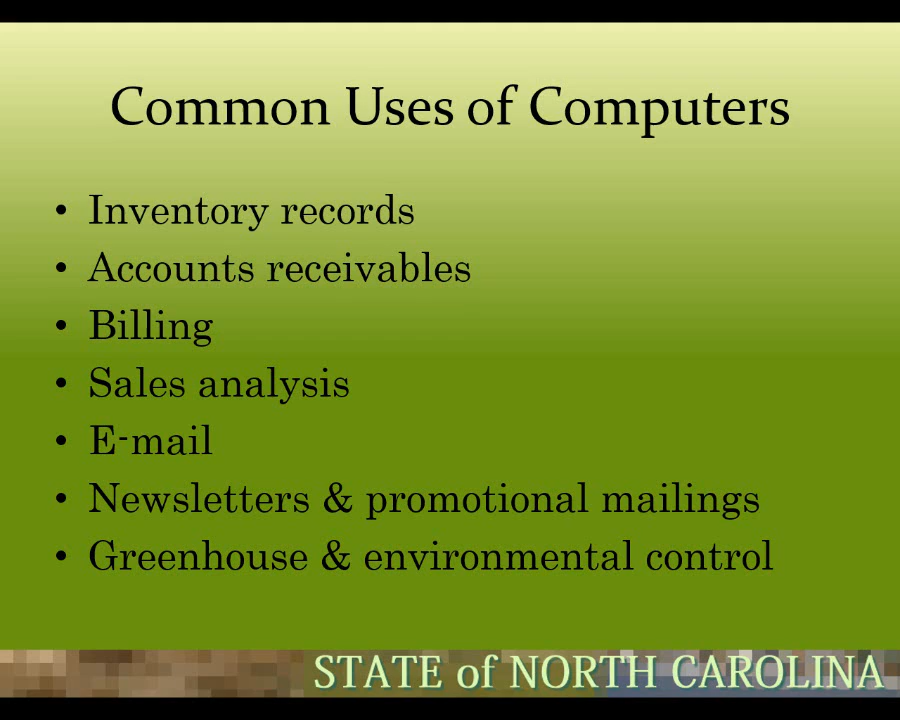 Common Uses of Computers
• Inventory records
• Accounts receivables
• Billing
• Sales analysis
• E-mail
• Newsletters & promotional mailings
• Greenhouse & environmental control
STATE of NORTH CAROLINA